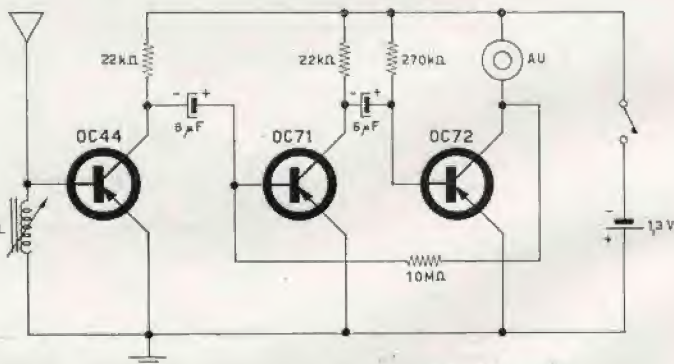 22kΩ
22kΩ
270kΩ
AU
- +
8µF
- +
6µF
OC44
OC71
OC72
-
+
1,3V
10MΩ